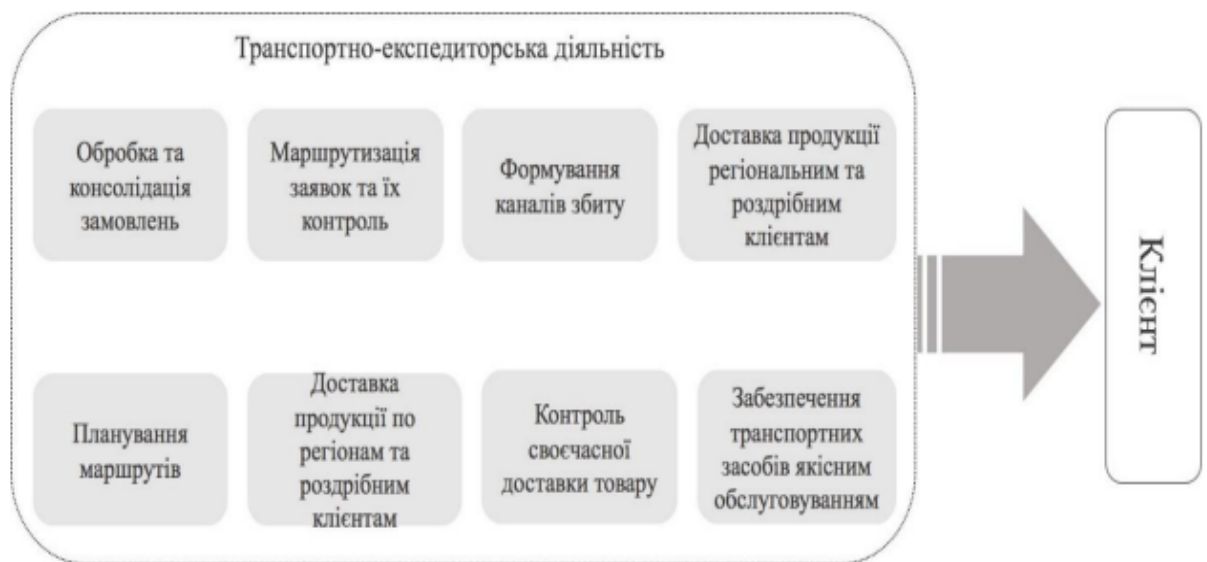 Транспортно-експедиторська діяльність
Обробка та
консолідація
замовлень
Маршрутизація
заявок та їх
контроль
Формування
каналів збиту
Доставка продукції
регіональним та
роздрібним
клієнтам
Планування
маршрутів
Доставка
продукції по
регіонам та
роздрібним
клієнтам
Контроль
своєчасної
доставки товару
Забезпечення
транспортних
засобів якісним
обслуговуванням
Клієнт